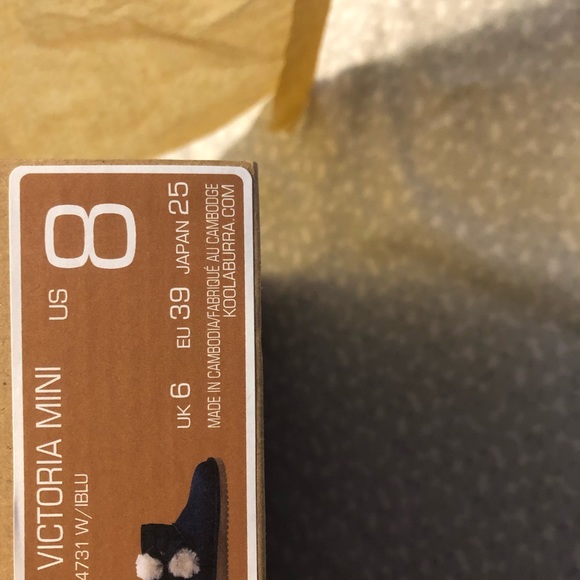 VICTORIA MINI US 8
4731 W/IBLU
UK 6 EU 39 JAPAN 25
MADE IN CAMBODIA/FABRIQUÉ AU CAMBODGE
KOOLABURRA.COM